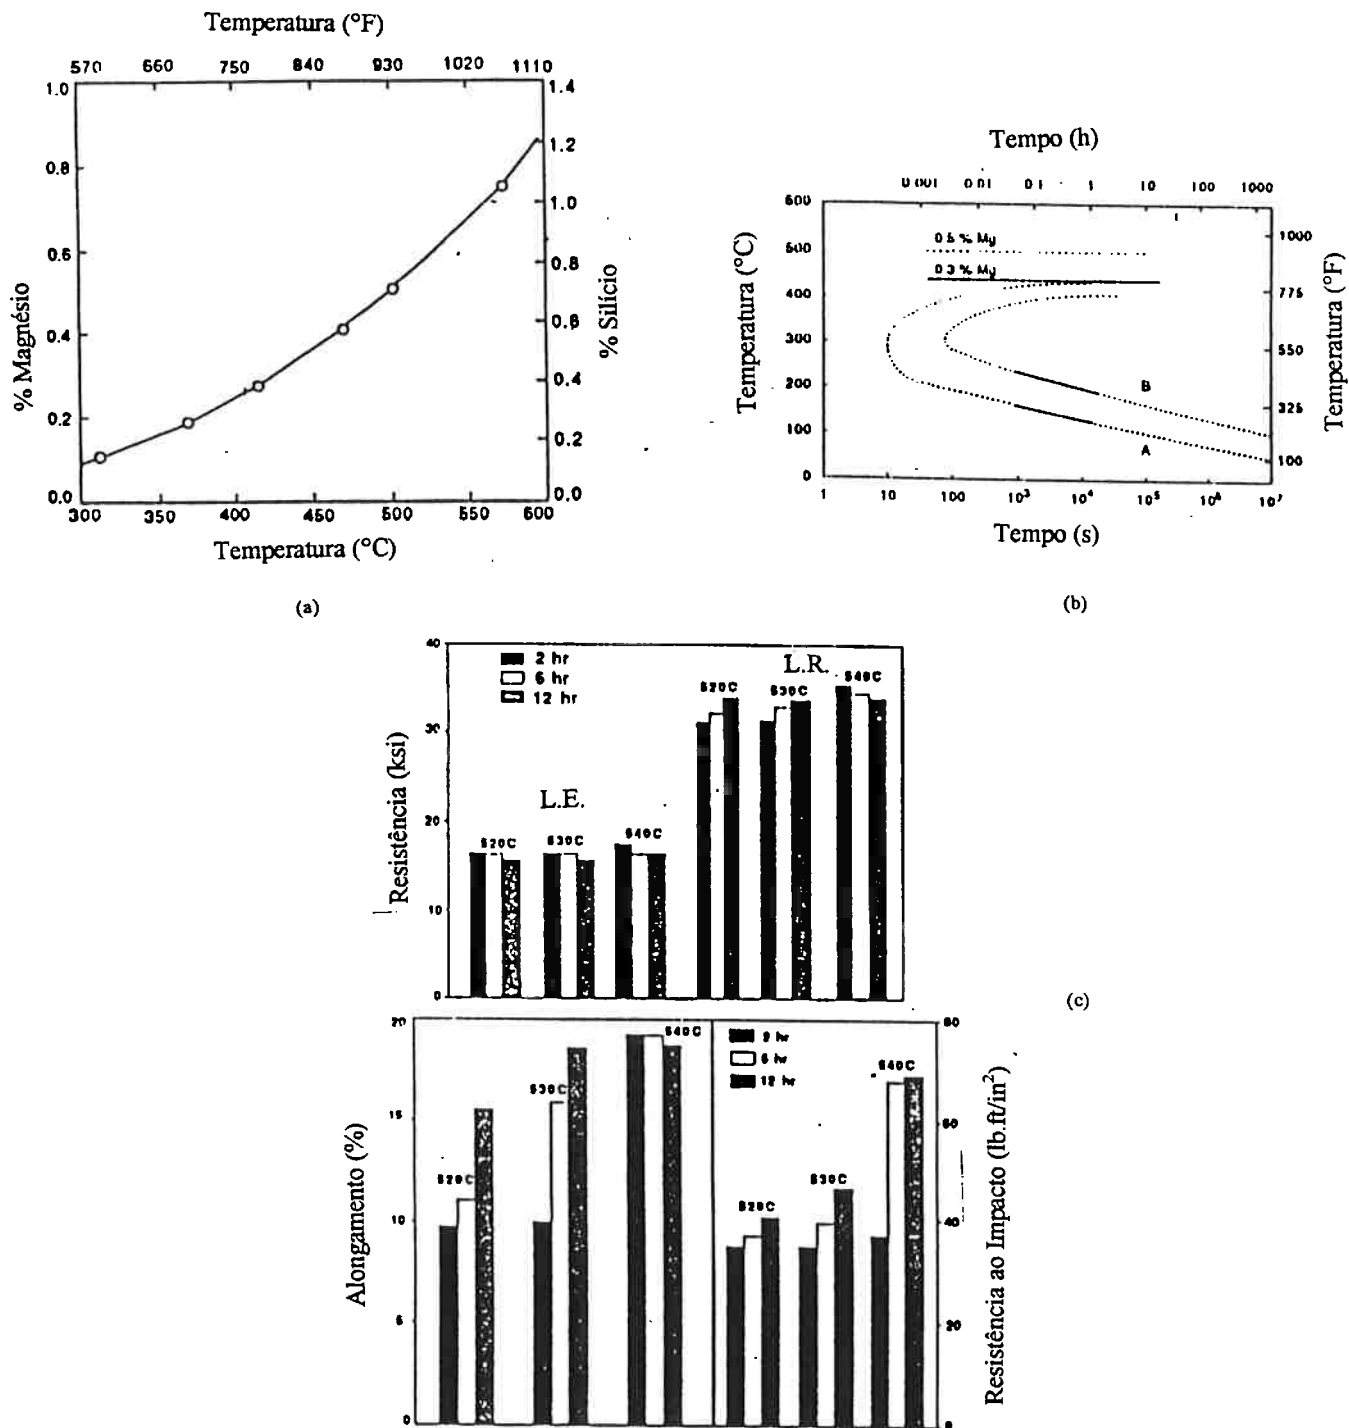 Temperatura (°F)
570 660 750 840 930 1020 1110
1.0 0.8 0.6 0.4 0.2 0.0
% Magnésio
1.4 1.2 1.0 0.8 0.6 0.4 0.2 0.0
% Silício
300 350 400 450 500 550 600
Temperatura (°C)
(a)
Tempo (h)
0.001 0.01 0.1 1 10 100 1000
600 500 400 300 200 100 0
Temperatura (°C)
0.5 % Mg
0.3 % Mg
B
A
1000 775 550 325 100
Temperatura (°F)
1 10 100 10³ 10⁴ 10⁵ 10⁶ 10⁷
Tempo (s)
(b)
40 30 20 10 0
Resistência (ksi)
2 hr
6 hr
12 hr
L.E.
520C 530C 540C
L.R.
520C 530C 540C
(c)
20 15 10 5 0
Alongamento (%)
520C 530C 540C
2 hr
6 hr
12 hr
520C 530C 540C
80 60 40 20 0
Resistência ao Impacto (lb.ft/in²)